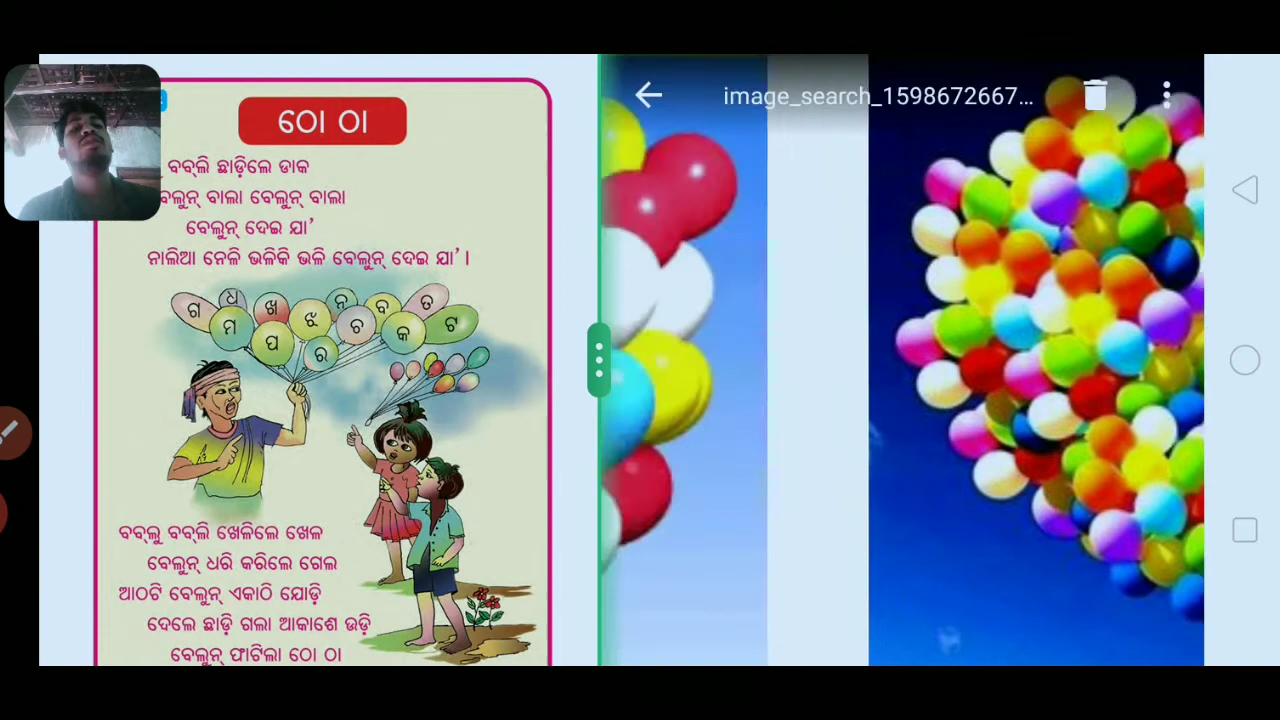 ଠୋ ଠା
ବବ୍‌ଲି ଛାଡ଼ିଲେ ଡାକ
ବେଲୁନ୍ ବାଲା ବେଲୁନ୍ ବାଲା
ବେଲୁନ୍ ଦେଇ ଯା’
ନାଲିଆ ନେଳି ଭଳିକି ଭଳି ବେଲୁନ୍ ଦେଇ ଯା’।
ଗ ଧ ଖ ଝୁ ନ ବ ତ
ମ ପ ର ଚ କ ଟ
ବବ୍‌ଲୁ ବବ୍‌ଲି ଖେଳିଲେ ଖେଳ
ବେଲୁନ୍ ଧରି କରିଲେ ଗେଲ
ଆଠଟି ବେଲୁନ୍ ଏକାଠି ଯୋଡ଼ି
ଦେଲେ ଛାଡ଼ି ଗଲା ଆକାଶେ ଉଡ଼ି
ବେଲୁନ୍ ଫାଟିଲା ଠୋ ଠା
image_search_1598672667...